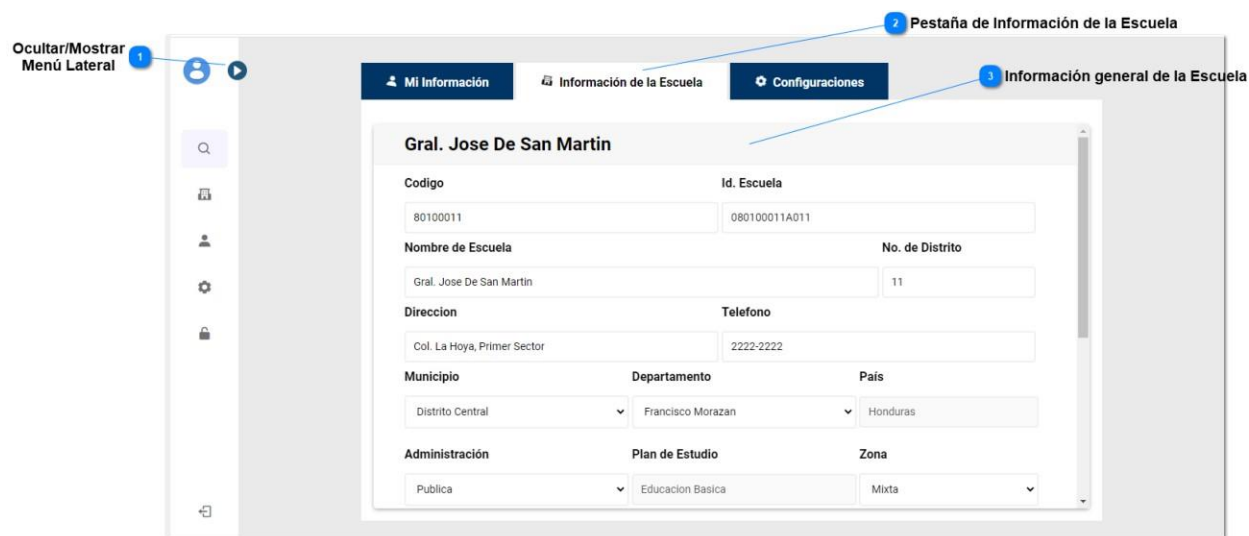 2 Pestaña de Información de la Escuela
Ocultar/Mostrar 1
Menú Lateral
Mi Información Información de la Escuela Configuraciones
3 Información general de la Escuela
Gral. Jose De San Martin
Codigo Id. Escuela
80100011 080100011A011
Nombre de Escuela No. de Distrito
Gral. Jose De San Martin 11
Direccion Telefono
Col. La Hoya, Primer Sector 2222-2222
Municipio Departamento País
Distrito Central Francisco Morazan Honduras
Administración Plan de Estudio Zona
Publica Educacion Basica Mixta